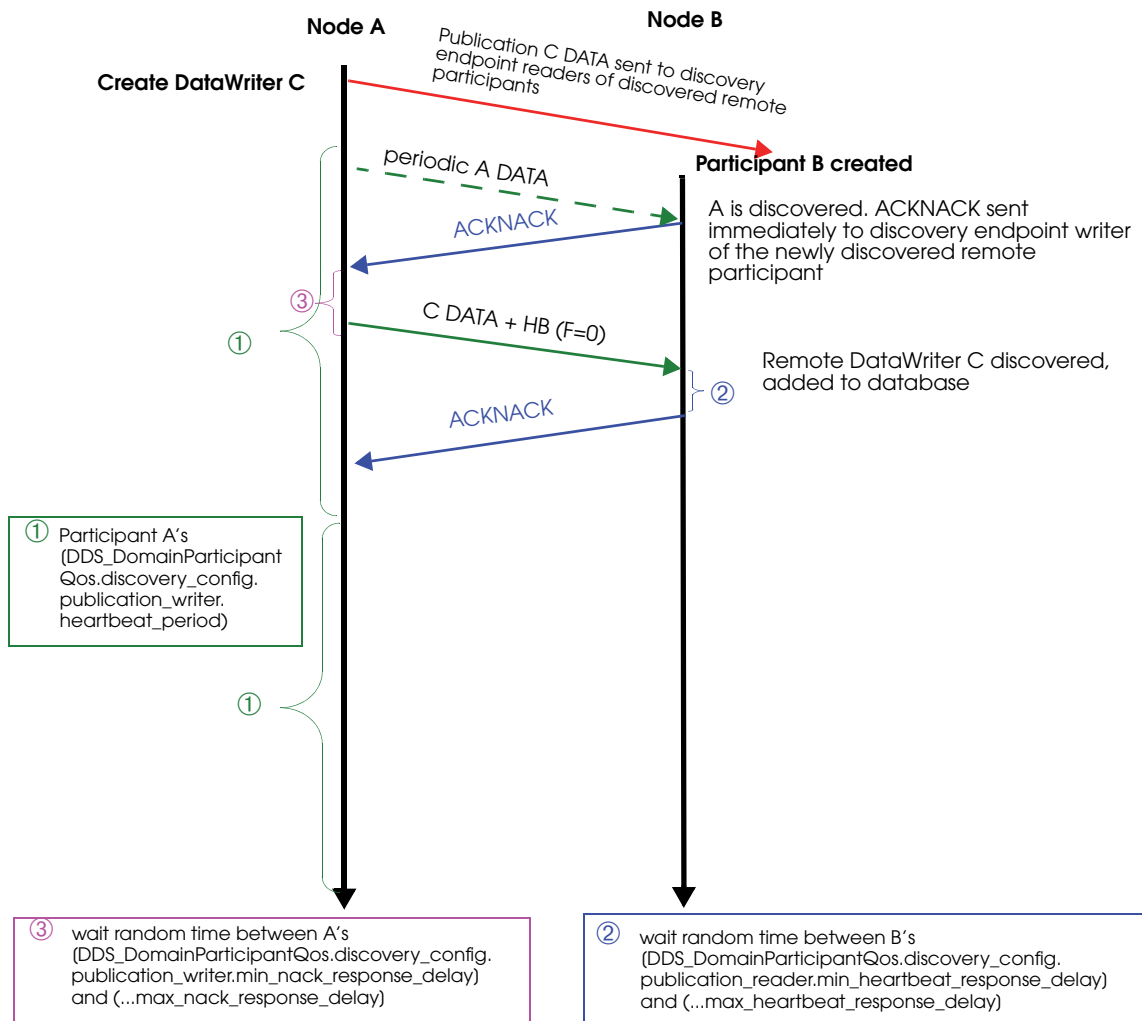 Node A
Node B
Publication C DATA sent to discovery
endpoint readers of discovered remote
participants
Create DataWriter C
periodic A DATA
Participant B created
A is discovered. ACKNACK sent
immediately to discovery endpoint writer
of the newly discovered remote
participant
ACKNACK
③
C DATA + HB (F=0)
①
Remote DataWriter C discovered,
added to database
②
ACKNACK
① Participant A's
(DDS_DomainParticipant
Qos.discovery_config.
publication_writer.
heartbeat_period)
①
③ wait random time between A's
(DDS_DomainParticipantQos.discovery_config.
publication_writer.min_nack_response_delay)
and (...max_nack_response_delay)
② wait random time between B's
(DDS_DomainParticipantQos.discovery_config.
publication_reader.min_heartbeat_response_delay)
and (...max_heartbeat_response_delay)